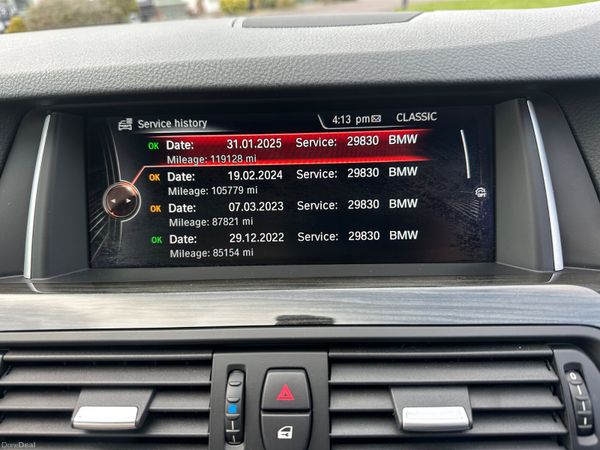 Service history 4:13 pm CLASSIC
OK Date: 31.01.2025 Service: 29830 BMW
Mileage: 119128 mi
OK Date: 19.02.2024 Service: 29830 BMW
Mileage: 105779 mi
OK Date: 07.03.2023 Service: 29830 BMW
Mileage: 87821 mi
OK Date: 29.12.2022 Service: 29830 BMW
Mileage: 85154 mi
DoneDeal